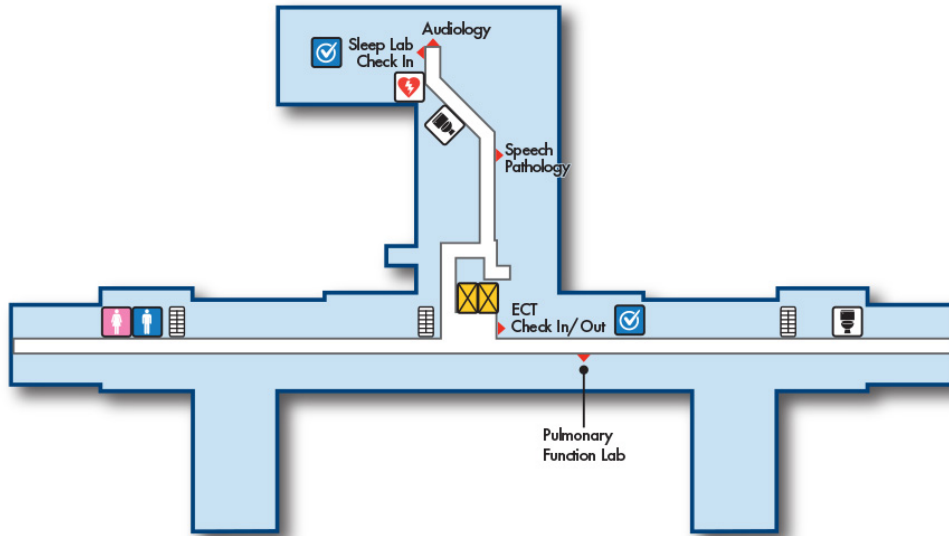 Audiology
Sleep Lab
Check In
Speech
Pathology
ECT
Check In/Out
Pulmonary
Function Lab